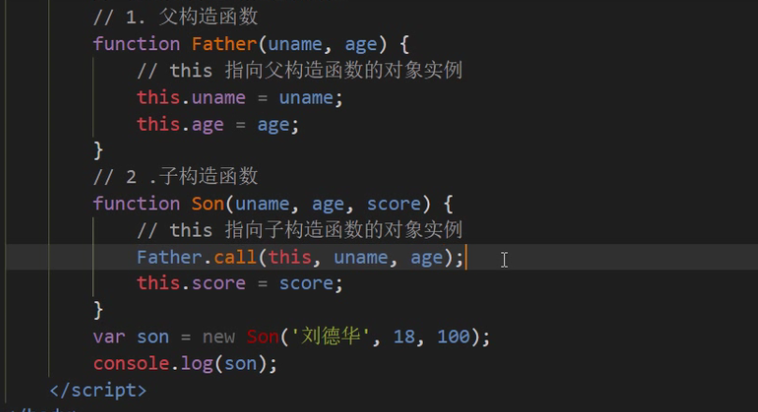 // 1. 父构造函数
function Father(uname, age) {
// this 指向父构造函数的对象实例
this.uname = uname;
this.age = age;
}
// 2 .子构造函数
function Son(uname, age, score) {
// this 指向子构造函数的对象实例
Father.call(this, uname, age);
this.score = score;
}
var son = new Son('刘德华', 18, 100);
console.log(son);
</script>